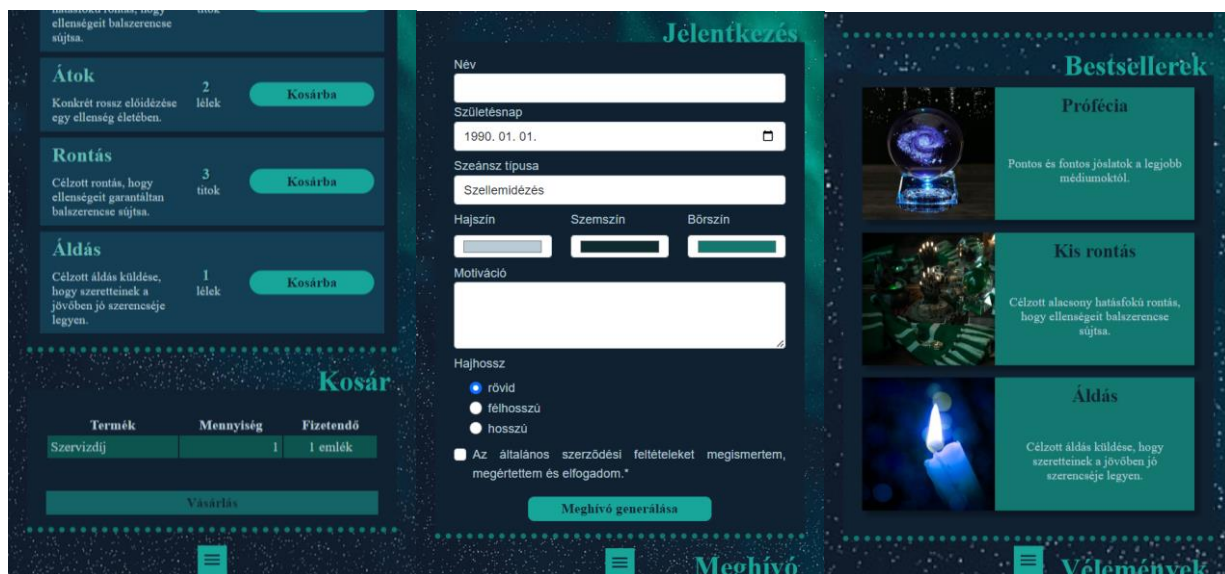 hatásfokú rontás, hogy
ellenségeit balszerencse
sújtsa.
titok
Átok
Konkrét rossz előidézése
egy ellenség életében.
2
lélek
Kosárba
Rontás
Célzott rontás, hogy
ellenségeit garantáltan
balszerencse sújtsa.
3
titok
Kosárba
Áldás
Célzott áldás küldése,
hogy szeretteinek a
jövőben jó szerencséje
legyen.
1
lélek
Kosárba
Kosár
Termék Mennyiség Fizetendő
Szervizdíj 1 1 emlék
Vásárlás
Jelentkezés
Név
Születésnap
1990. 01. 01.
Szeánsz típusa
Szellemidézés
Hajszín Szemszín Bőrszín
Motiváció
Hajhossz
rövid
félhosszú
hosszú
Az általános szerződési feltételeket megismertem,
megértettem és elfogadom.*
Meghívó generálása
Meghívó
Bestsellerek
Prófécia
Pontos és fontos jóslatok a legjobb
médiumoktól.
Kis rontás
Célzott alacsony hatásfokú rontás,
hogy ellenségeit balszerencse
sújtsa.
Áldás
Célzott áldás küldése, hogy
szeretteinek a jövőben jó
szerencséje legyen.
Vélemények